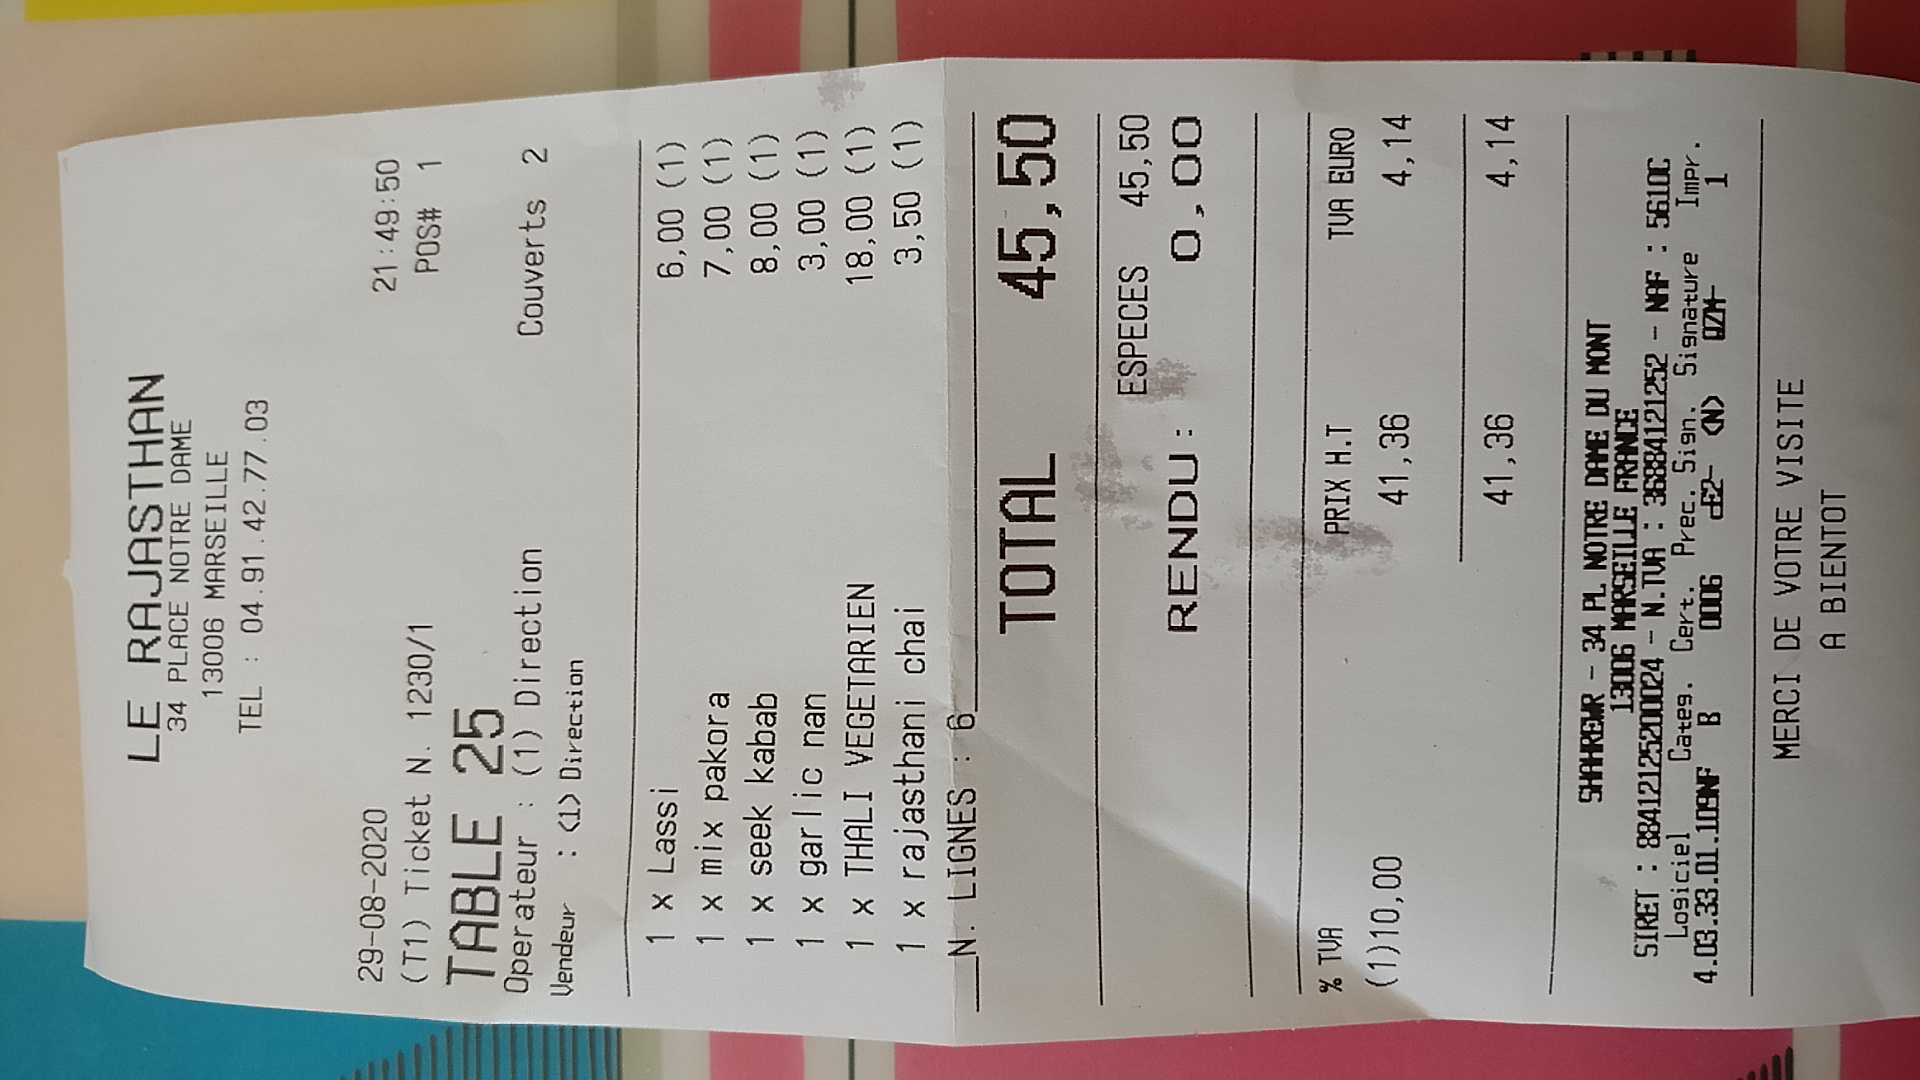 LE RAJASTHAN
34 PLACE NOTRE DAME
13006 MARSEILLE
TEL : 04.91.42.77.03
29-08-2020 21:49:50
(T1) Ticket N. 1230/1 POS# 1
TABLE 25
Operateur : (1) Direction Couverts 2
Vendeur : (1) Direction
1 x Lassi 6,00 (1)
1 x mix pakora 7,00 (1)
1 x seek kabab 8,00 (1)
1 x garlic nan 3,00 (1)
1 x THALI VEGETARIEN 18,00 (1)
1 x rajasthani chai 3,50 (1)
N. LIGNES : 6
TOTAL 45,50
ESPECES 45,50
RENDU : 0,00
% TVA PRIX H.T TVA EURO
(1)10,00 41,36 4,14
41,36 4,14
34 PL NOTRE DAME DU MONT
13006 MARSEILLE FRANCE
SIRET : 88412125200024 - N.TVA : 36884121252 - NAF : 5610C
Logiciel Cates. Cert. Prec. Sign. Signature Impr.
4.03.33.01.109NF B 0006 dE2- <N> 1
MERCI DE VOTRE VISITE
A BIENTOT